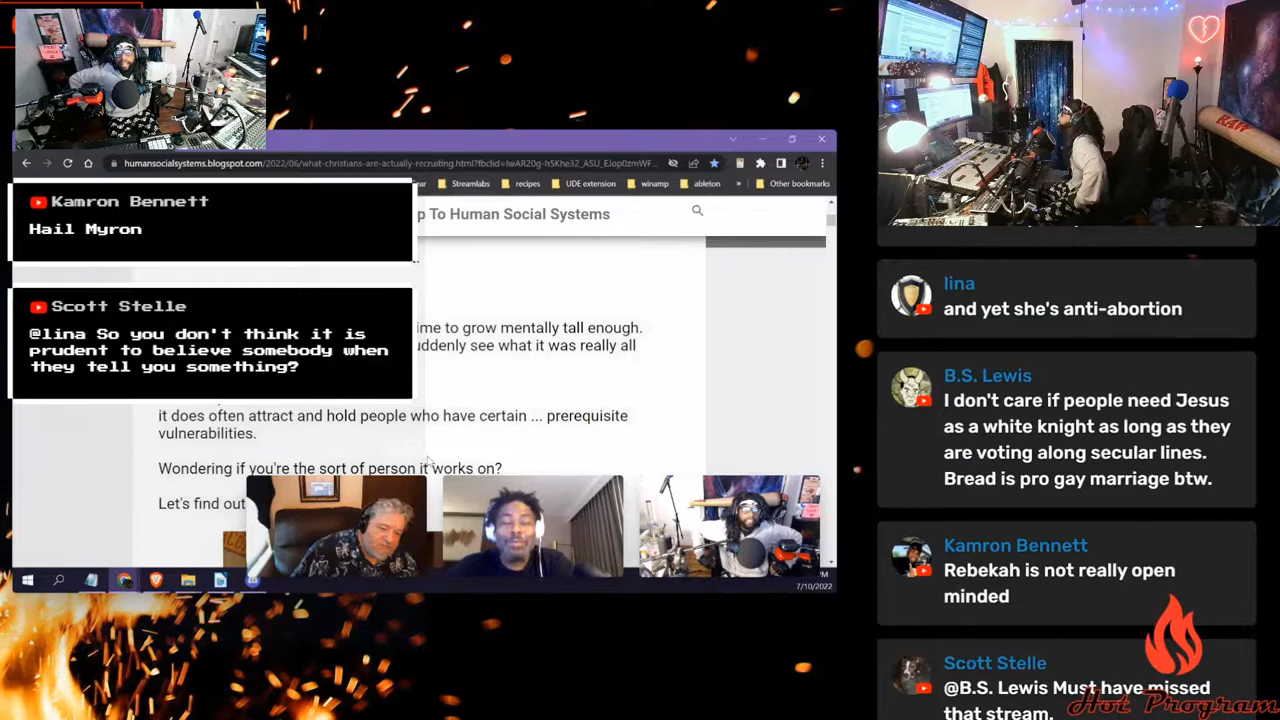 humansocialsystems.blogspot.com/2022/06/what-christians-are-actually-recruiting.html?fbclid=
Streamlabs
recipes
UDE extension
winamp
ableton
»
Other bookmarks
Kamron Bennett
Hail Myron
p To Human Social Systems
Scott Stelle
@lina So you don't think it is
prudent to believe somebody when
they tell you something?
ime to grow mentally tall enough.
uddenly see what it was really all
it does often attract and hold people who have certain ... prerequisite
vulnerabilities.
Wondering if you're the sort of person it works on?
Let's find out
7/10/2022
RAW
lina
and yet she's anti-abortion
B.S. Lewis
I don't care if people need Jesus
as a white knight as long as they
are voting along secular lines.
Bread is pro gay marriage btw.
Kamron Bennett
Rebekah is not really open
minded
Scott Stelle
@B.S. Lewis Must have missed
that stream.
Hot Program